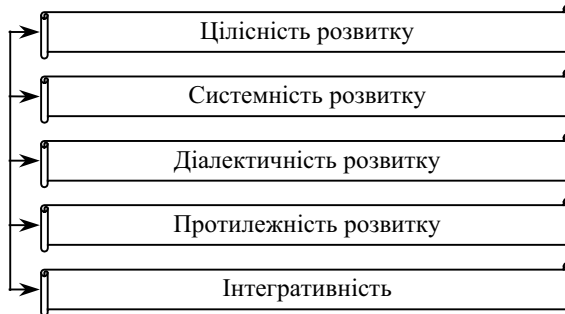 Цілісність розвитку
Системність розвитку
Діалектичність розвитку
Протилежність розвитку
Інтегративність